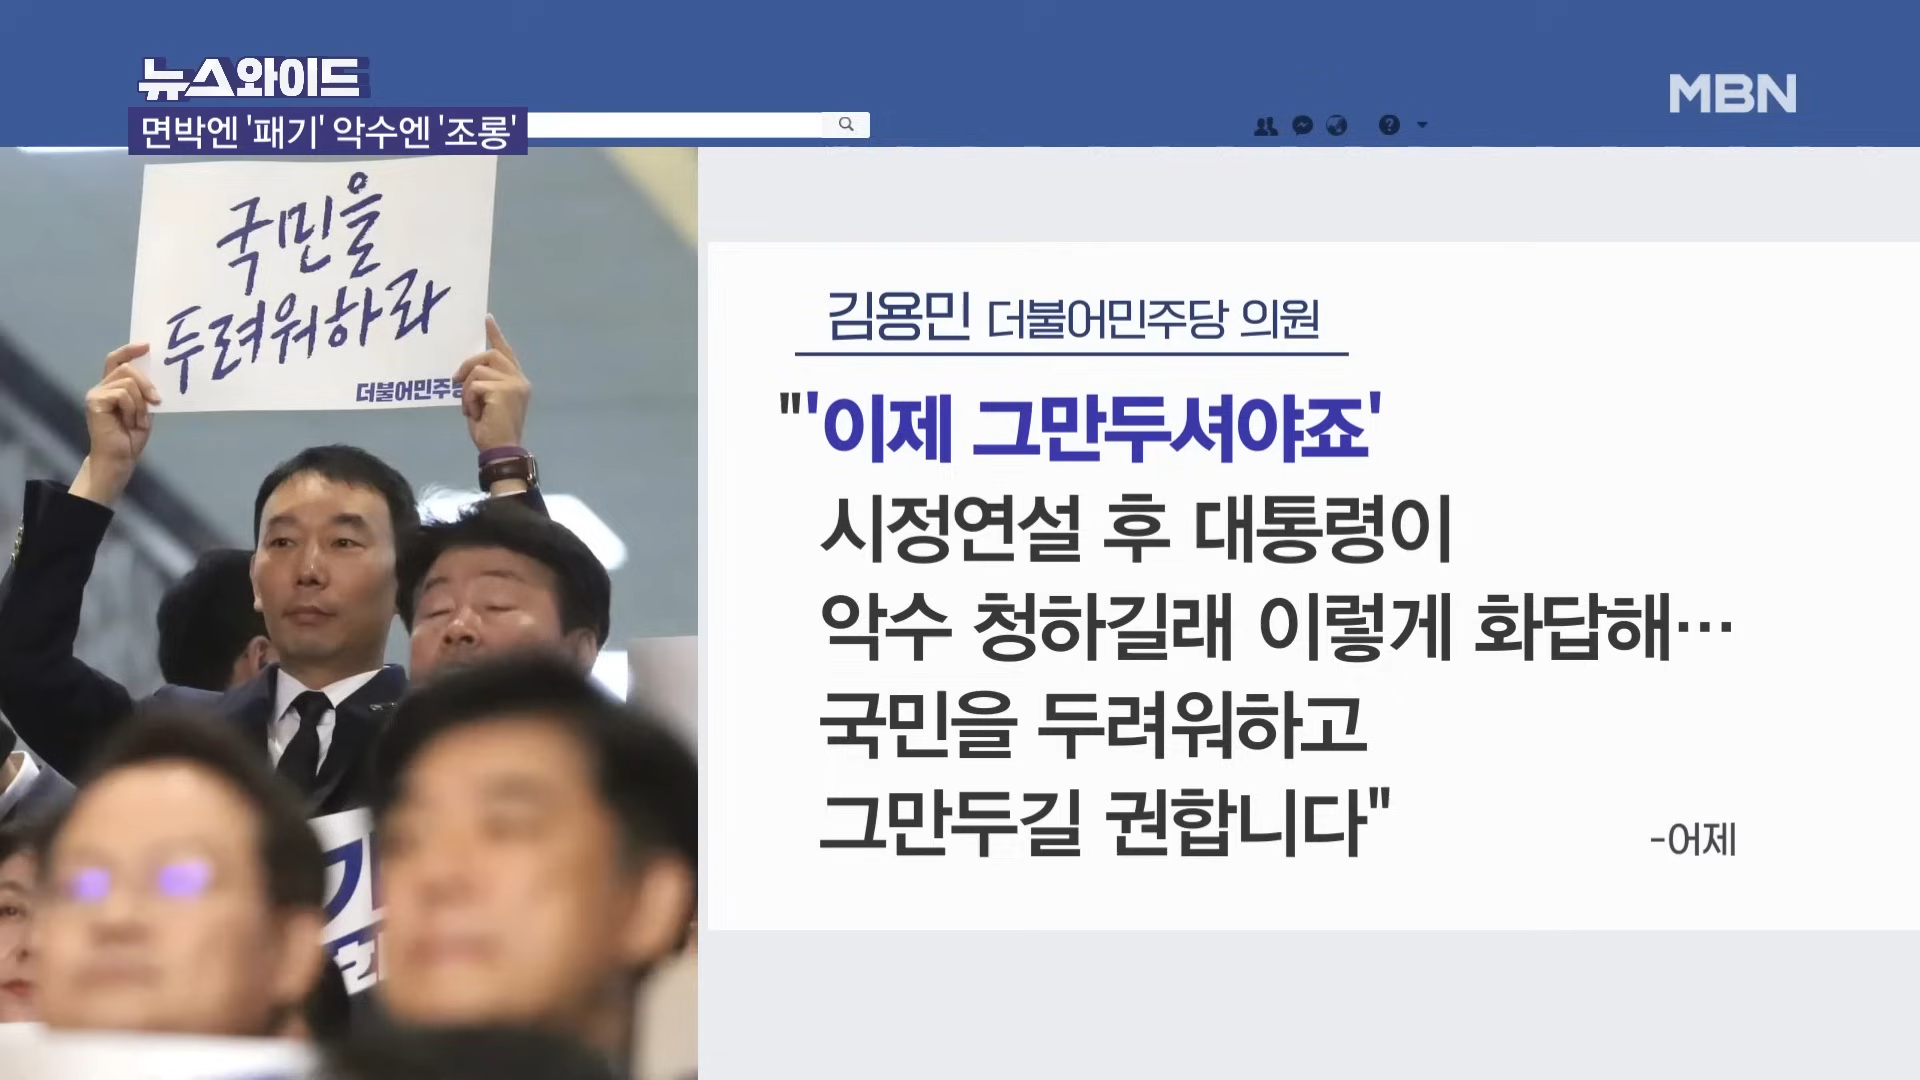 뉴스와이드
MBN
면박엔 '패기' 악수엔 '조롱'
국민을
두려워하라
더불어민주당
김용민 더불어민주당 의원
"'이제 그만두셔야죠'
시정연설 후 대통령이
악수 청하길래 이렇게 화답해…
국민을 두려워하고
그만두길 권합니다"
-어제